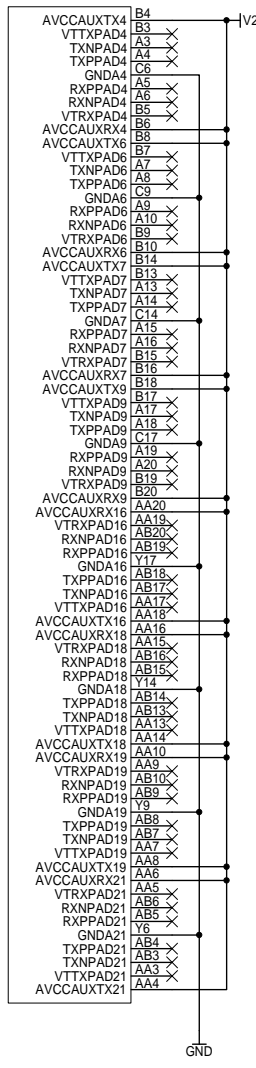 AVCCAUXTX4 B4
V2
VTTXPAD4 B3
TXNPAD4 A3
TXPPAD4 A4
GNDA4 C6
RXPPAD4 A5
RXNPAD4 A6
VTRXPAD4 B5
AVCCAUXRX4 B6
AVCCAUXTX6 B8
VTTXPAD6 B7
TXNPAD6 A7
TXPPAD6 A8
GNDA6 C9
RXPPAD6 A9
RXNPAD6 A10
VTRXPAD6 B9
AVCCAUXRX6 B10
AVCCAUXTX7 B14
VTTXPAD7 B13
TXNPAD7 A13
TXPPAD7 A14
GNDA7 C14
RXPPAD7 A15
RXNPAD7 A16
VTRXPAD7 B15
AVCCAUXRX7 B16
AVCCAUXTX9 B18
VTTXPAD9 B17
TXNPAD9 A17
TXPPAD9 A18
GNDA9 C17
RXPPAD9 A19
RXNPAD9 A20
VTRXPAD9 B19
AVCCAUXRX9 B20
AVCCAUXRX16 AA20
VTRXPAD16 AA19
RXNPAD16 AB20
RXPPAD16 AB19
GNDA16 Y17
TXPPAD16 AB18
TXNPAD16 AB17
VTTXPAD16 AA17
AVCCAUXTX16 AA18
AVCCAUXRX18 AA16
VTRXPAD18 AA15
RXNPAD18 AB16
RXPPAD18 AB15
GNDA18 Y14
TXPPAD18 AB14
TXNPAD18 AB13
VTTXPAD18 AA13
AVCCAUXTX18 AA14
AVCCAUXRX19 AA10
VTRXPAD19 AA9
RXNPAD19 AB10
RXPPAD19 AB9
GNDA19 Y9
TXPPAD19 AB8
TXNPAD19 AB7
VTTXPAD19 AA7
AVCCAUXTX19 AA8
AVCCAUXRX21 AA6
VTRXPAD21 AA5
RXNPAD21 AB6
RXPPAD21 AB5
GNDA21 Y6
TXPPAD21 AB4
TXNPAD21 AB3
VTTXPAD21 AA3
AVCCAUXTX21 AA4
GND